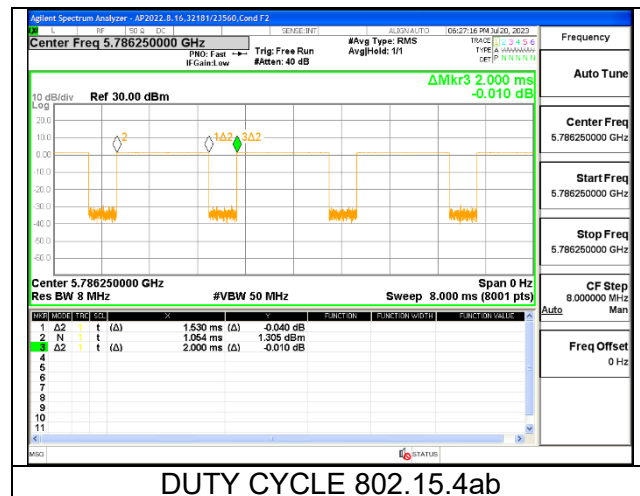 Agilent Spectrum Analyzer - AP2022.8.16,32181/23560,Cond F2
L RF 50 Ω DC SENSE:INT ALIGN AUTO 06:27:16 PM Jul 20, 2023
Center Freq 5.786250000 GHz
PNO: Fast
IFGain:Low
Trig: Free Run
#Atten: 40 dB
#Avg Type: RMS
Avg|Hold: 1/1
TRACE 1 2 3 4 5 6
TYPE A
DET P N N N N N
ΔMkr3 2.000 ms
-0.010 dB
10 dB/div Ref 30.00 dBm
Log
20.0
10.0
0.00
-10.0
-20.0
-30.0
-40.0
-50.0
-60.0
2 1Δ2 3Δ2
Center 5.786250000 GHz Span 0 Hz
Res BW 8 MHz #VBW 50 MHz Sweep 8.000 ms (8001 pts)
MKR MODE TRC SCL X Y FUNCTION FUNCTION WIDTH FUNCTION VALUE
1 Δ2 1 t (Δ) 1.530 ms (Δ) -0.040 dB
2 N 1 t 1.054 ms 1.305 dBm
3 Δ2 1 t (Δ) 2.000 ms (Δ) -0.010 dB
4
5
6
7
8
9
10
11
MSG STATUS
Frequency
Auto Tune
Center Freq
5.786250000 GHz
Start Freq
5.786250000 GHz
Stop Freq
5.786250000 GHz
CF Step
8.000000 MHz
Auto Man
Freq Offset
0 Hz
DUTY CYCLE 802.15.4ab